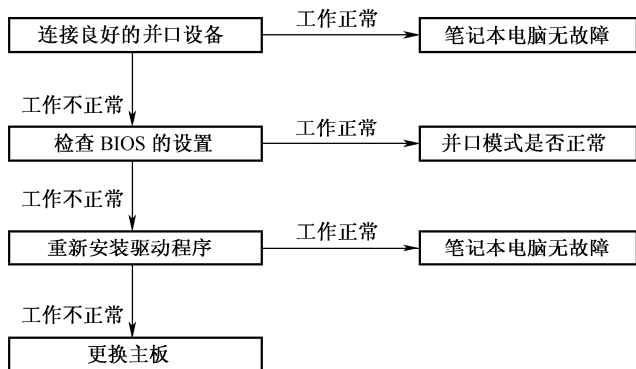 连接良好的并口设备
工作正常
笔记本电脑无故障
工作不正常
检查 BIOS 的设置
工作正常
并口模式是否正常
工作不正常
重新安装驱动程序
工作正常
笔记本电脑无故障
工作不正常
更换主板